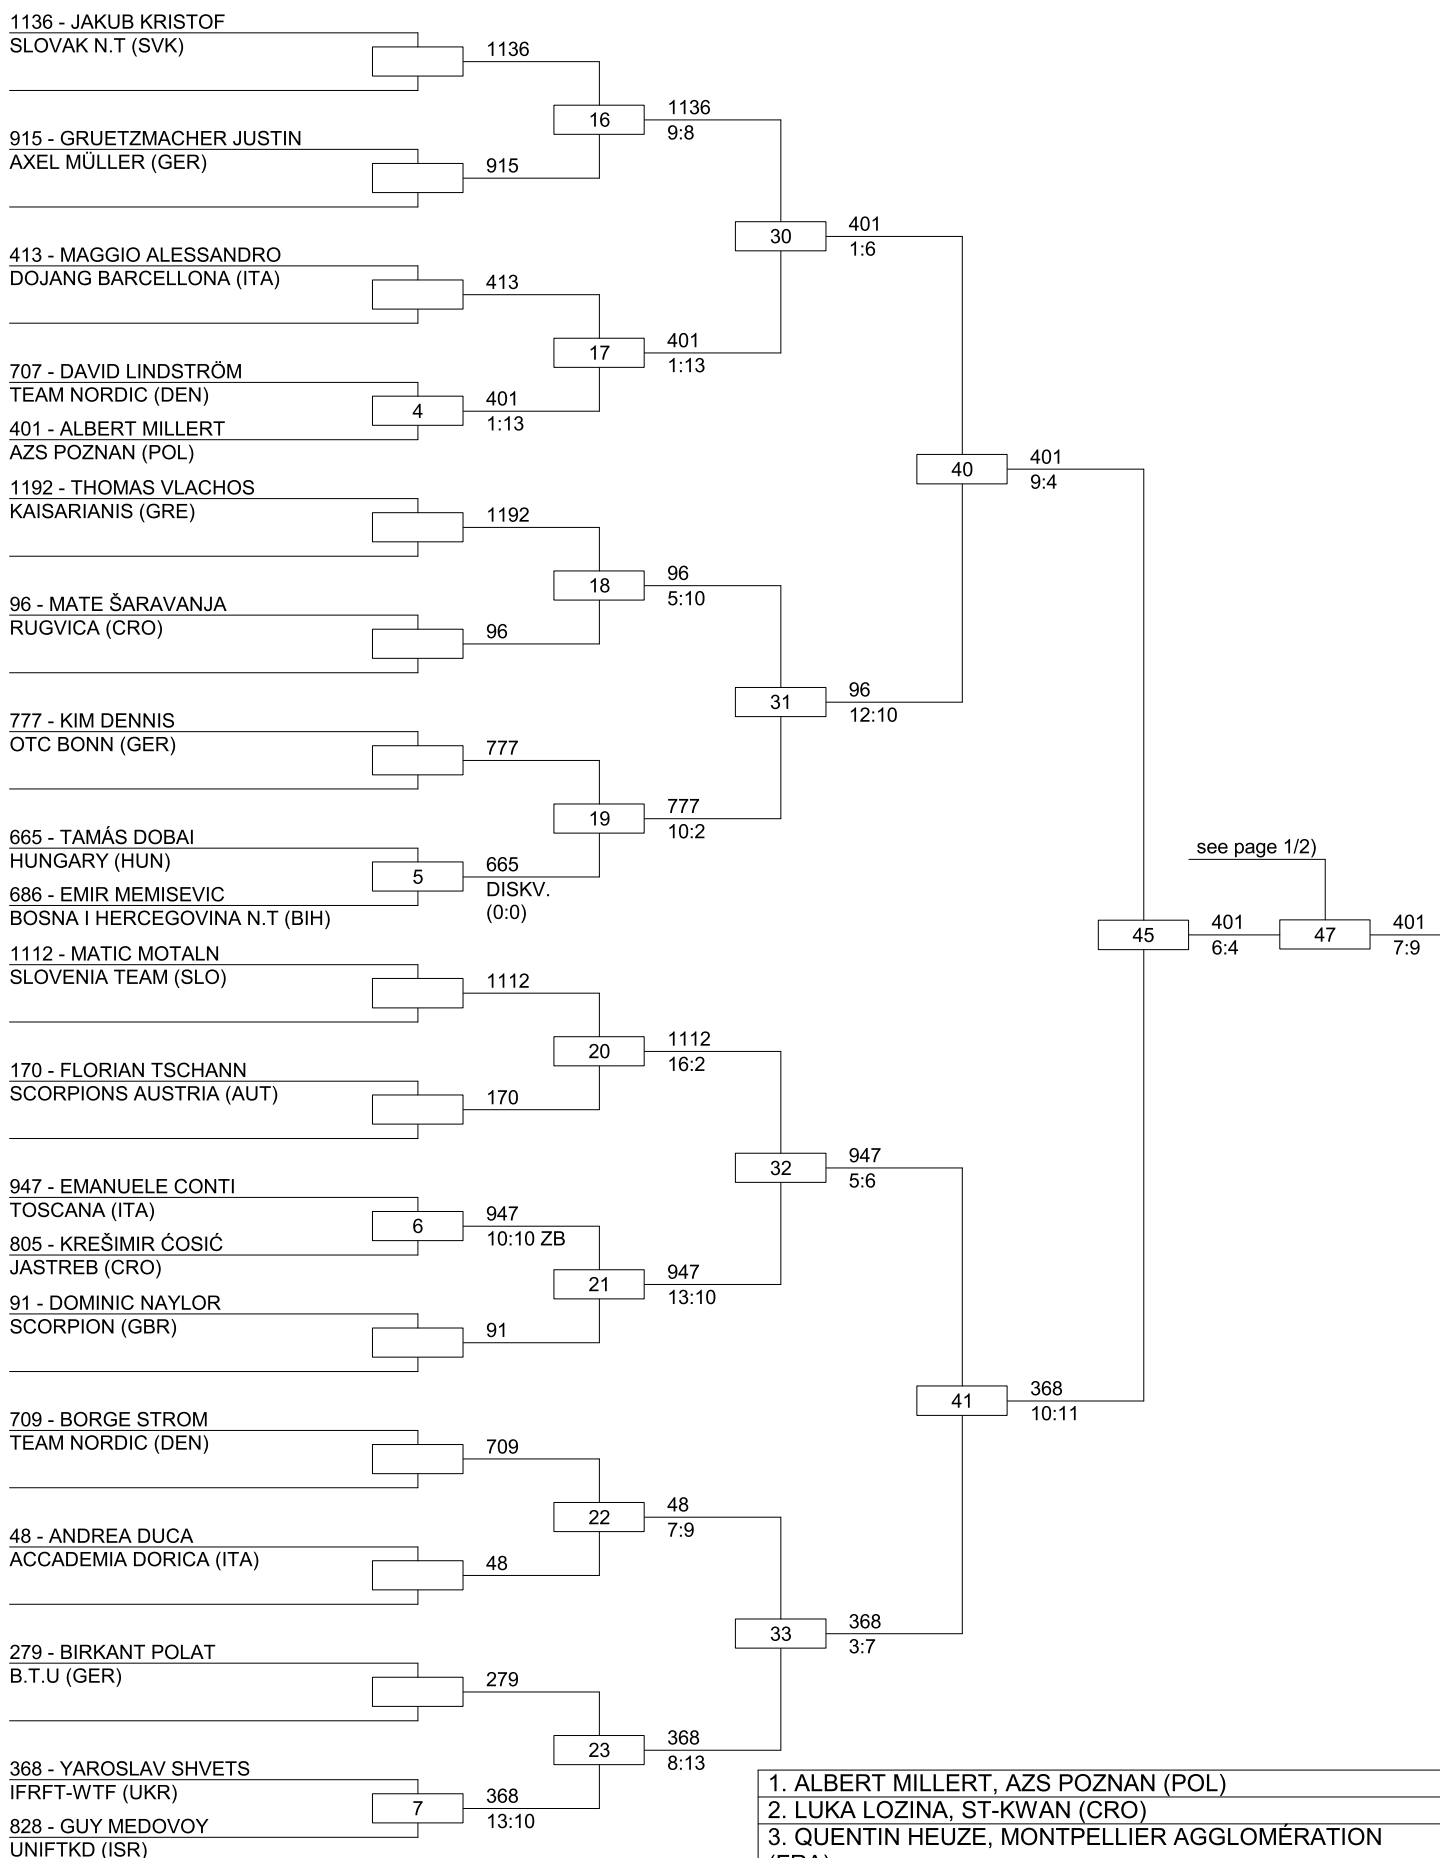 1136 - JAKUB KRISTOF
SLOVAK N.T (SVK)
1136
16
1136
9:8
915 - GRUETZMACHER JUSTIN
AXEL MÜLLER (GER)
915
30
401
1:6
413 - MAGGIO ALESSANDRO
DOJANG BARCELLONA (ITA)
413
17
401
1:13
707 - DAVID LINDSTRÖM
TEAM NORDIC (DEN)
4
401
1:13
401 - ALBERT MILLERT
AZS POZNAN (POL)
40
401
9:4
1192 - THOMAS VLACHOS
KAISARIANIS (GRE)
1192
18
96
5:10
96 - MATE ŠARAVANJA
RUGVICA (CRO)
96
31
96
12:10
777 - KIM DENNIS
OTC BONN (GER)
777
19
777
10:2
665 - TAMÁS DOBAI
HUNGARY (HUN)
5
665
DISKV.
(0:0)
686 - EMIR MEMISEVIC
BOSNA I HERCEGOVINA N.T (BIH)
see page 1/2)
45
401
6:4
47
401
7:9
1112 - MATIC MOTALN
SLOVENIA TEAM (SLO)
1112
20
1112
16:2
170 - FLORIAN TSCHANN
SCORPIONS AUSTRIA (AUT)
170
32
947
5:6
947 - EMANUELE CONTI
TOSCANA (ITA)
6
947
10:10 ZB
805 - KREŠIMIR ĆOSIĆ
JASTREB (CRO)
21
947
13:10
91 - DOMINIC NAYLOR
SCORPION (GBR)
91
41
368
10:11
709 - BORGE STROM
TEAM NORDIC (DEN)
709
22
48
7:9
48 - ANDREA DUCA
ACCADEMIA DORICA (ITA)
48
33
368
3:7
279 - BIRKANT POLAT
B.T.U (GER)
279
23
368
8:13
368 - YAROSLAV SHVETS
IFRFT-WTF (UKR)
7
368
13:10
828 - GUY MEDOVOY
UNIFTKD (ISR)
1. ALBERT MILLERT, AZS POZNAN (POL)
2. LUKA LOZINA, ST-KWAN (CRO)
3. QUENTIN HEUZE, MONTPELLIER AGGLOMÉRATION
(FRA)